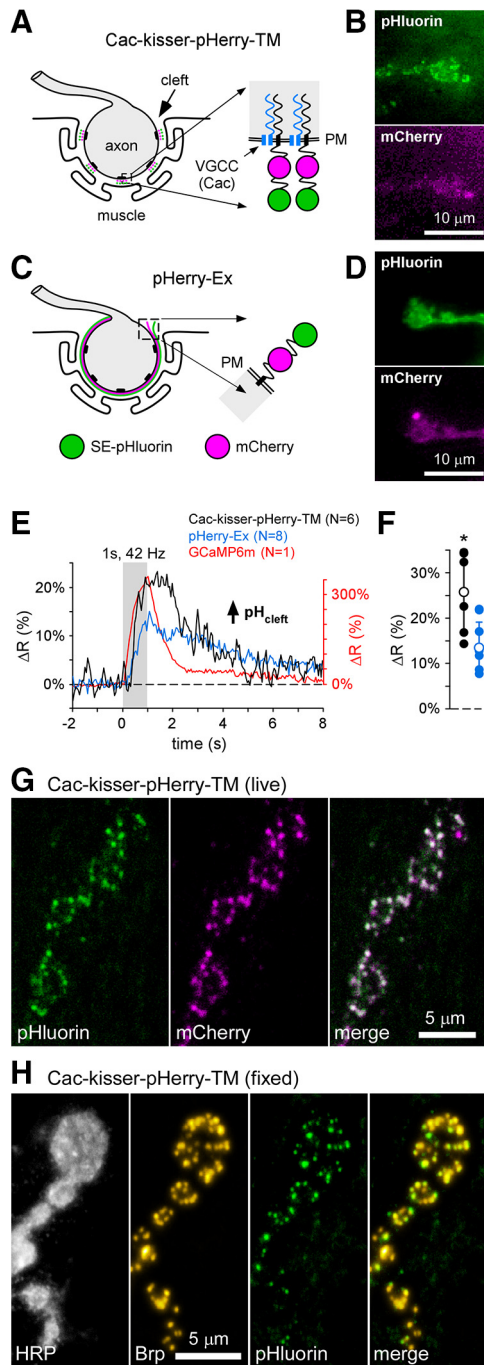 A
Cac-kisser-pHerry-TM
cleft
axon
muscle
VGCC
(Cac)
PM
B
pHluorin
mCherry
10 μm
C
pHerry-Ex
PM
SE-pHluorin
mCherry
D
pHluorin
mCherry
10 μm
E
Cac-kisser-pHerry-TM (N=6)
pHerry-Ex (N=8)
GCaMP6m (N=1)
1s, 42 Hz
20%
10%
0%
ΔR (%)
pHcleft
300%
0%
ΔR (%)
-2 0 2 4 6 8
time (s)
F
*
30%
20%
10%
0%
ΔR (%)
G Cac-kisser-pHerry-TM (live)
pHluorin
mCherry
merge
5 μm
H Cac-kisser-pHerry-TM (fixed)
HRP
Brp
5 μm
pHluorin
merge